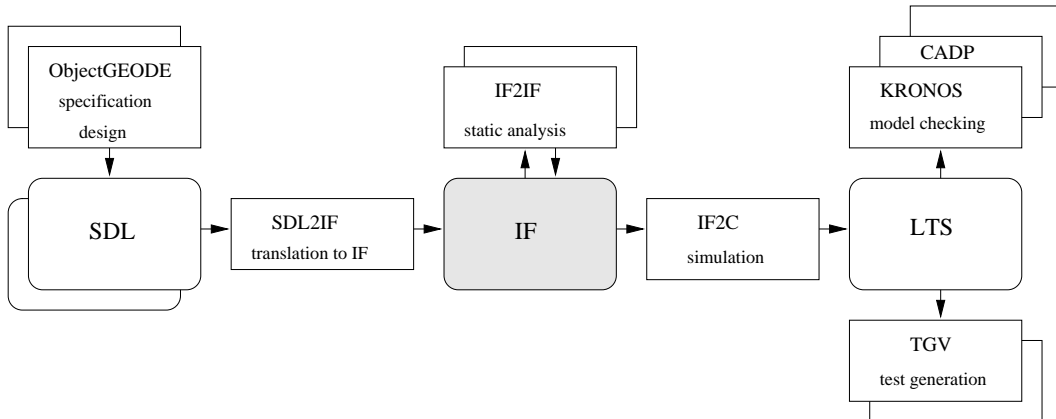 ObjectGEODE
specification
design
SDL
SDL2IF
translation to IF
IF2IF
static analysis
IF
IF2C
simulation
CADP
KRONOS
model checking
LTS
TGV
test generation